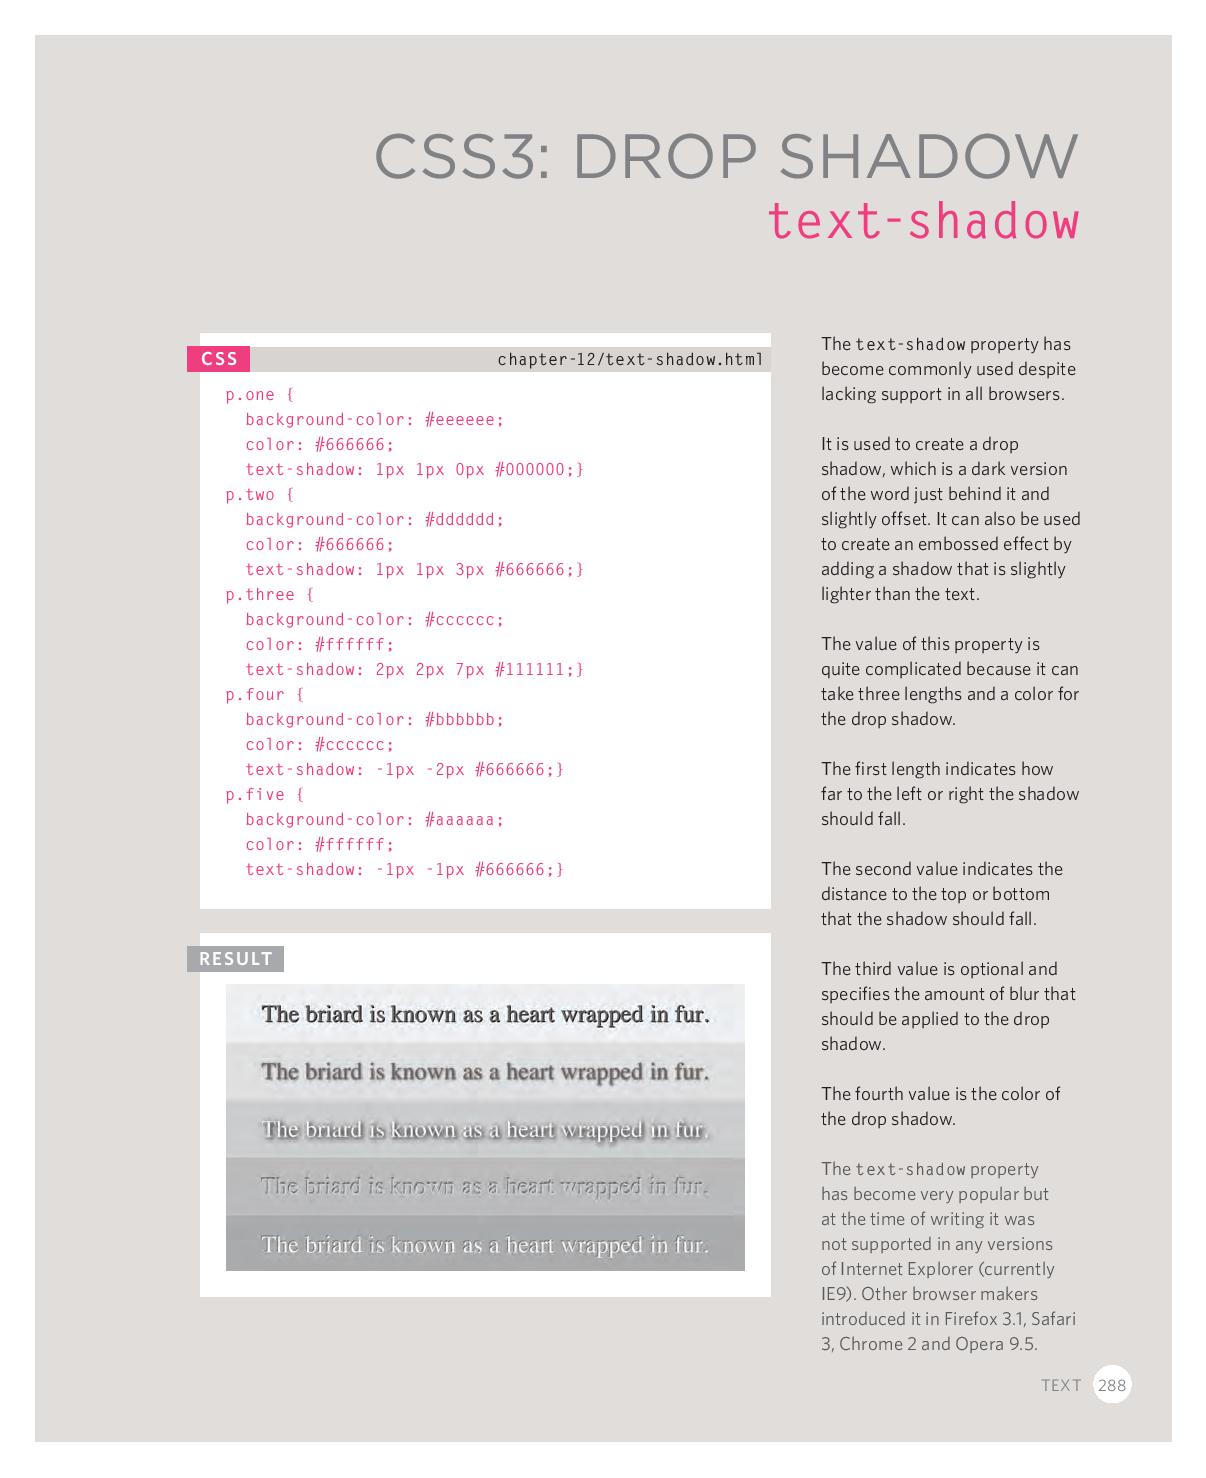 CSS3: DROP SHADOW
text-shadow
CSS
chapter-12/text-shadow.html
p.one {
background-color: #eeeeee;
color: #666666;
text-shadow: 1px 1px 0px #000000;}
p.two {
background-color: #dddddd;
color: #666666;
text-shadow: 1px 1px 3px #666666;}
p.three {
background-color: #cccccc;
color: #ffffff;
text-shadow: 2px 2px 7px #111111;}
p.four {
background-color: #bbbbbb;
color: #cccccc;
text-shadow: -1px -2px #666666;}
p.five {
background-color: #aaaaaa;
color: #ffffff;
text-shadow: -1px -1px #666666;}
RESULT
The briard is known as a heart wrapped in fur.
The briard is known as a heart wrapped in fur.
The briard is known as a heart wrapped in fur.
The briard is known as a heart wrapped in fur.
The briard is known as a heart wrapped in fur.
The text-shadow property has
become commonly used despite
lacking support in all browsers.
It is used to create a drop
shadow, which is a dark version
of the word just behind it and
slightly offset. It can also be used
to create an embossed effect by
adding a shadow that is slightly
lighter than the text.
The value of this property is
quite complicated because it can
take three lengths and a color for
the drop shadow.
The first length indicates how
far to the left or right the shadow
should fall.
The second value indicates the
distance to the top or bottom
that the shadow should fall.
The third value is optional and
specifies the amount of blur that
should be applied to the drop
shadow.
The fourth value is the color of
the drop shadow.
The text-shadow property
has become very popular but
at the time of writing it was
not supported in any versions
of Internet Explorer (currently
IE9). Other browser makers
introduced it in Firefox 3.1, Safari
3, Chrome 2 and Opera 9.5.
TEXT 288